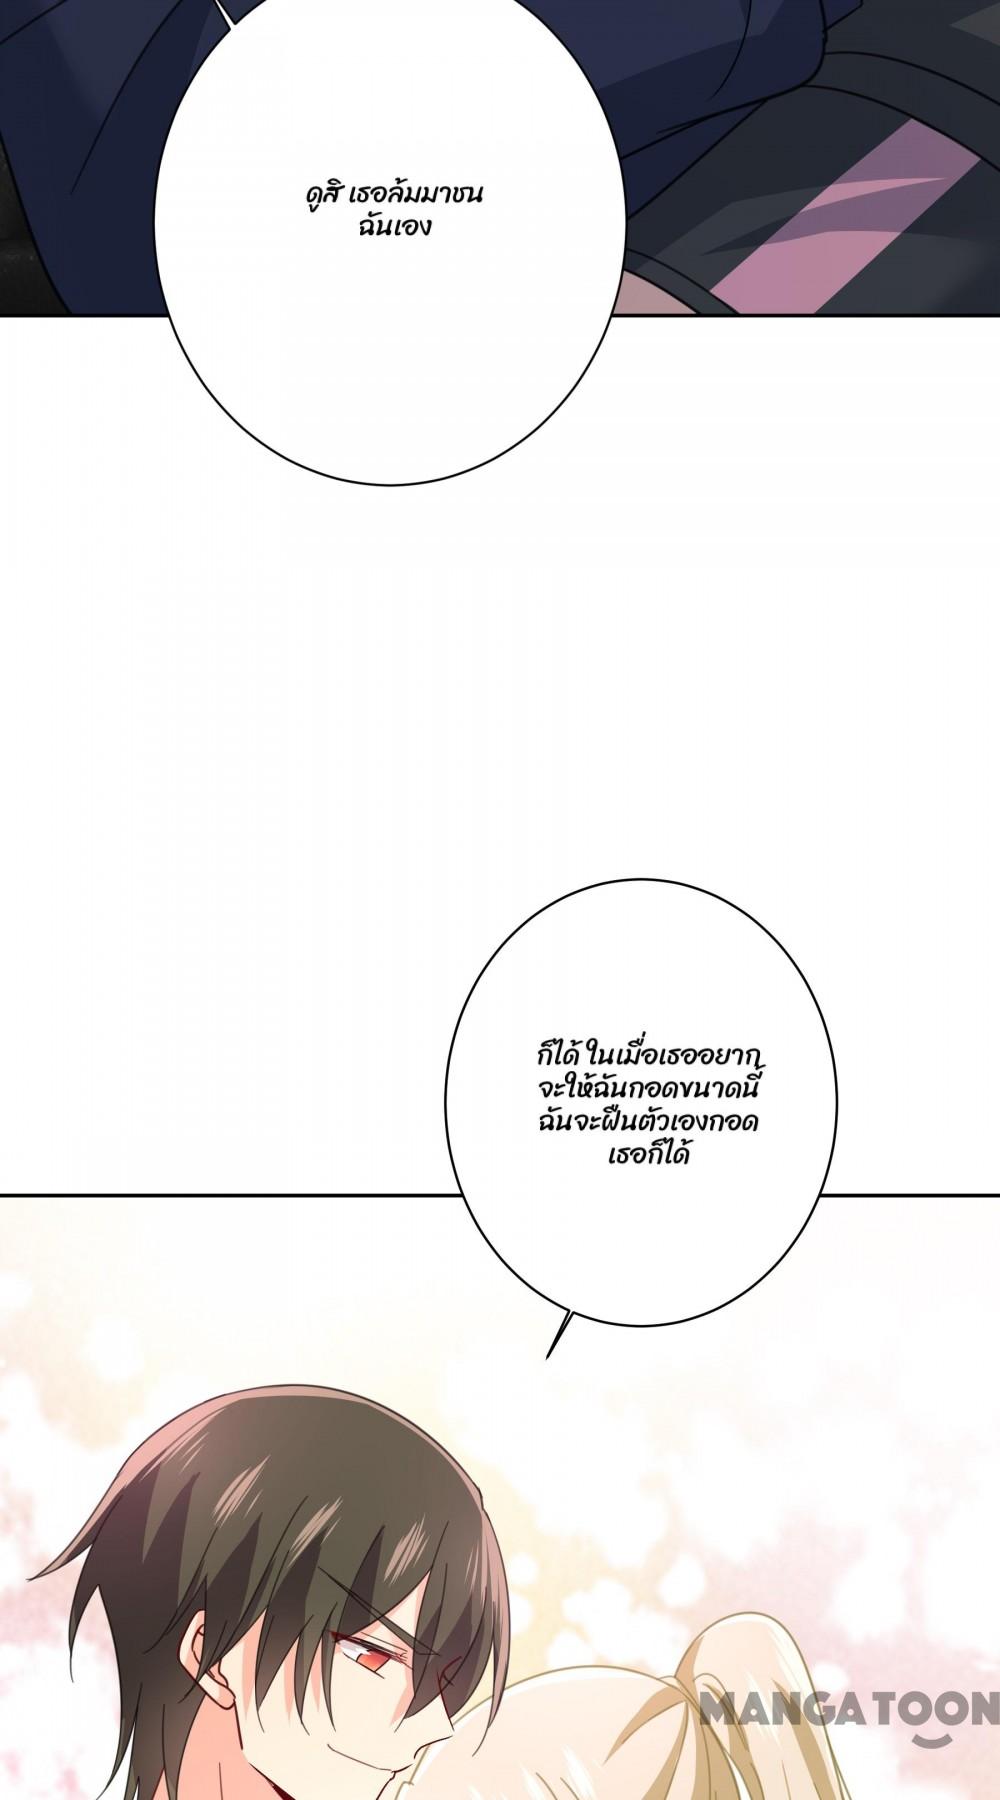 ดูสิ เธอล้มมาชน
ฉันเอง
ก็ได้ ในเมื่อเธออยาก
จะให้ฉันกอดขนาดนี้
ฉันจะฝืนตัวเองกอด
เธอก็ได้
MANGATOON